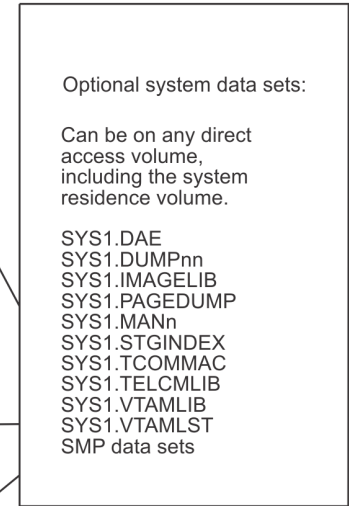 Optional system data sets:
Can be on any direct
access volume,
including the system
residence volume.
SYS1.DAE
SYS1.DUMPnn
SYS1.IMAGELIB
SYS1.PAGEDUMP
SYS1.MANn
SYS1.STGINDEX
SYS1.TCOMMAC
SYS1.TELCMLIB
SYS1.VTAMLIB
SYS1.VTAMLST
SMP data sets